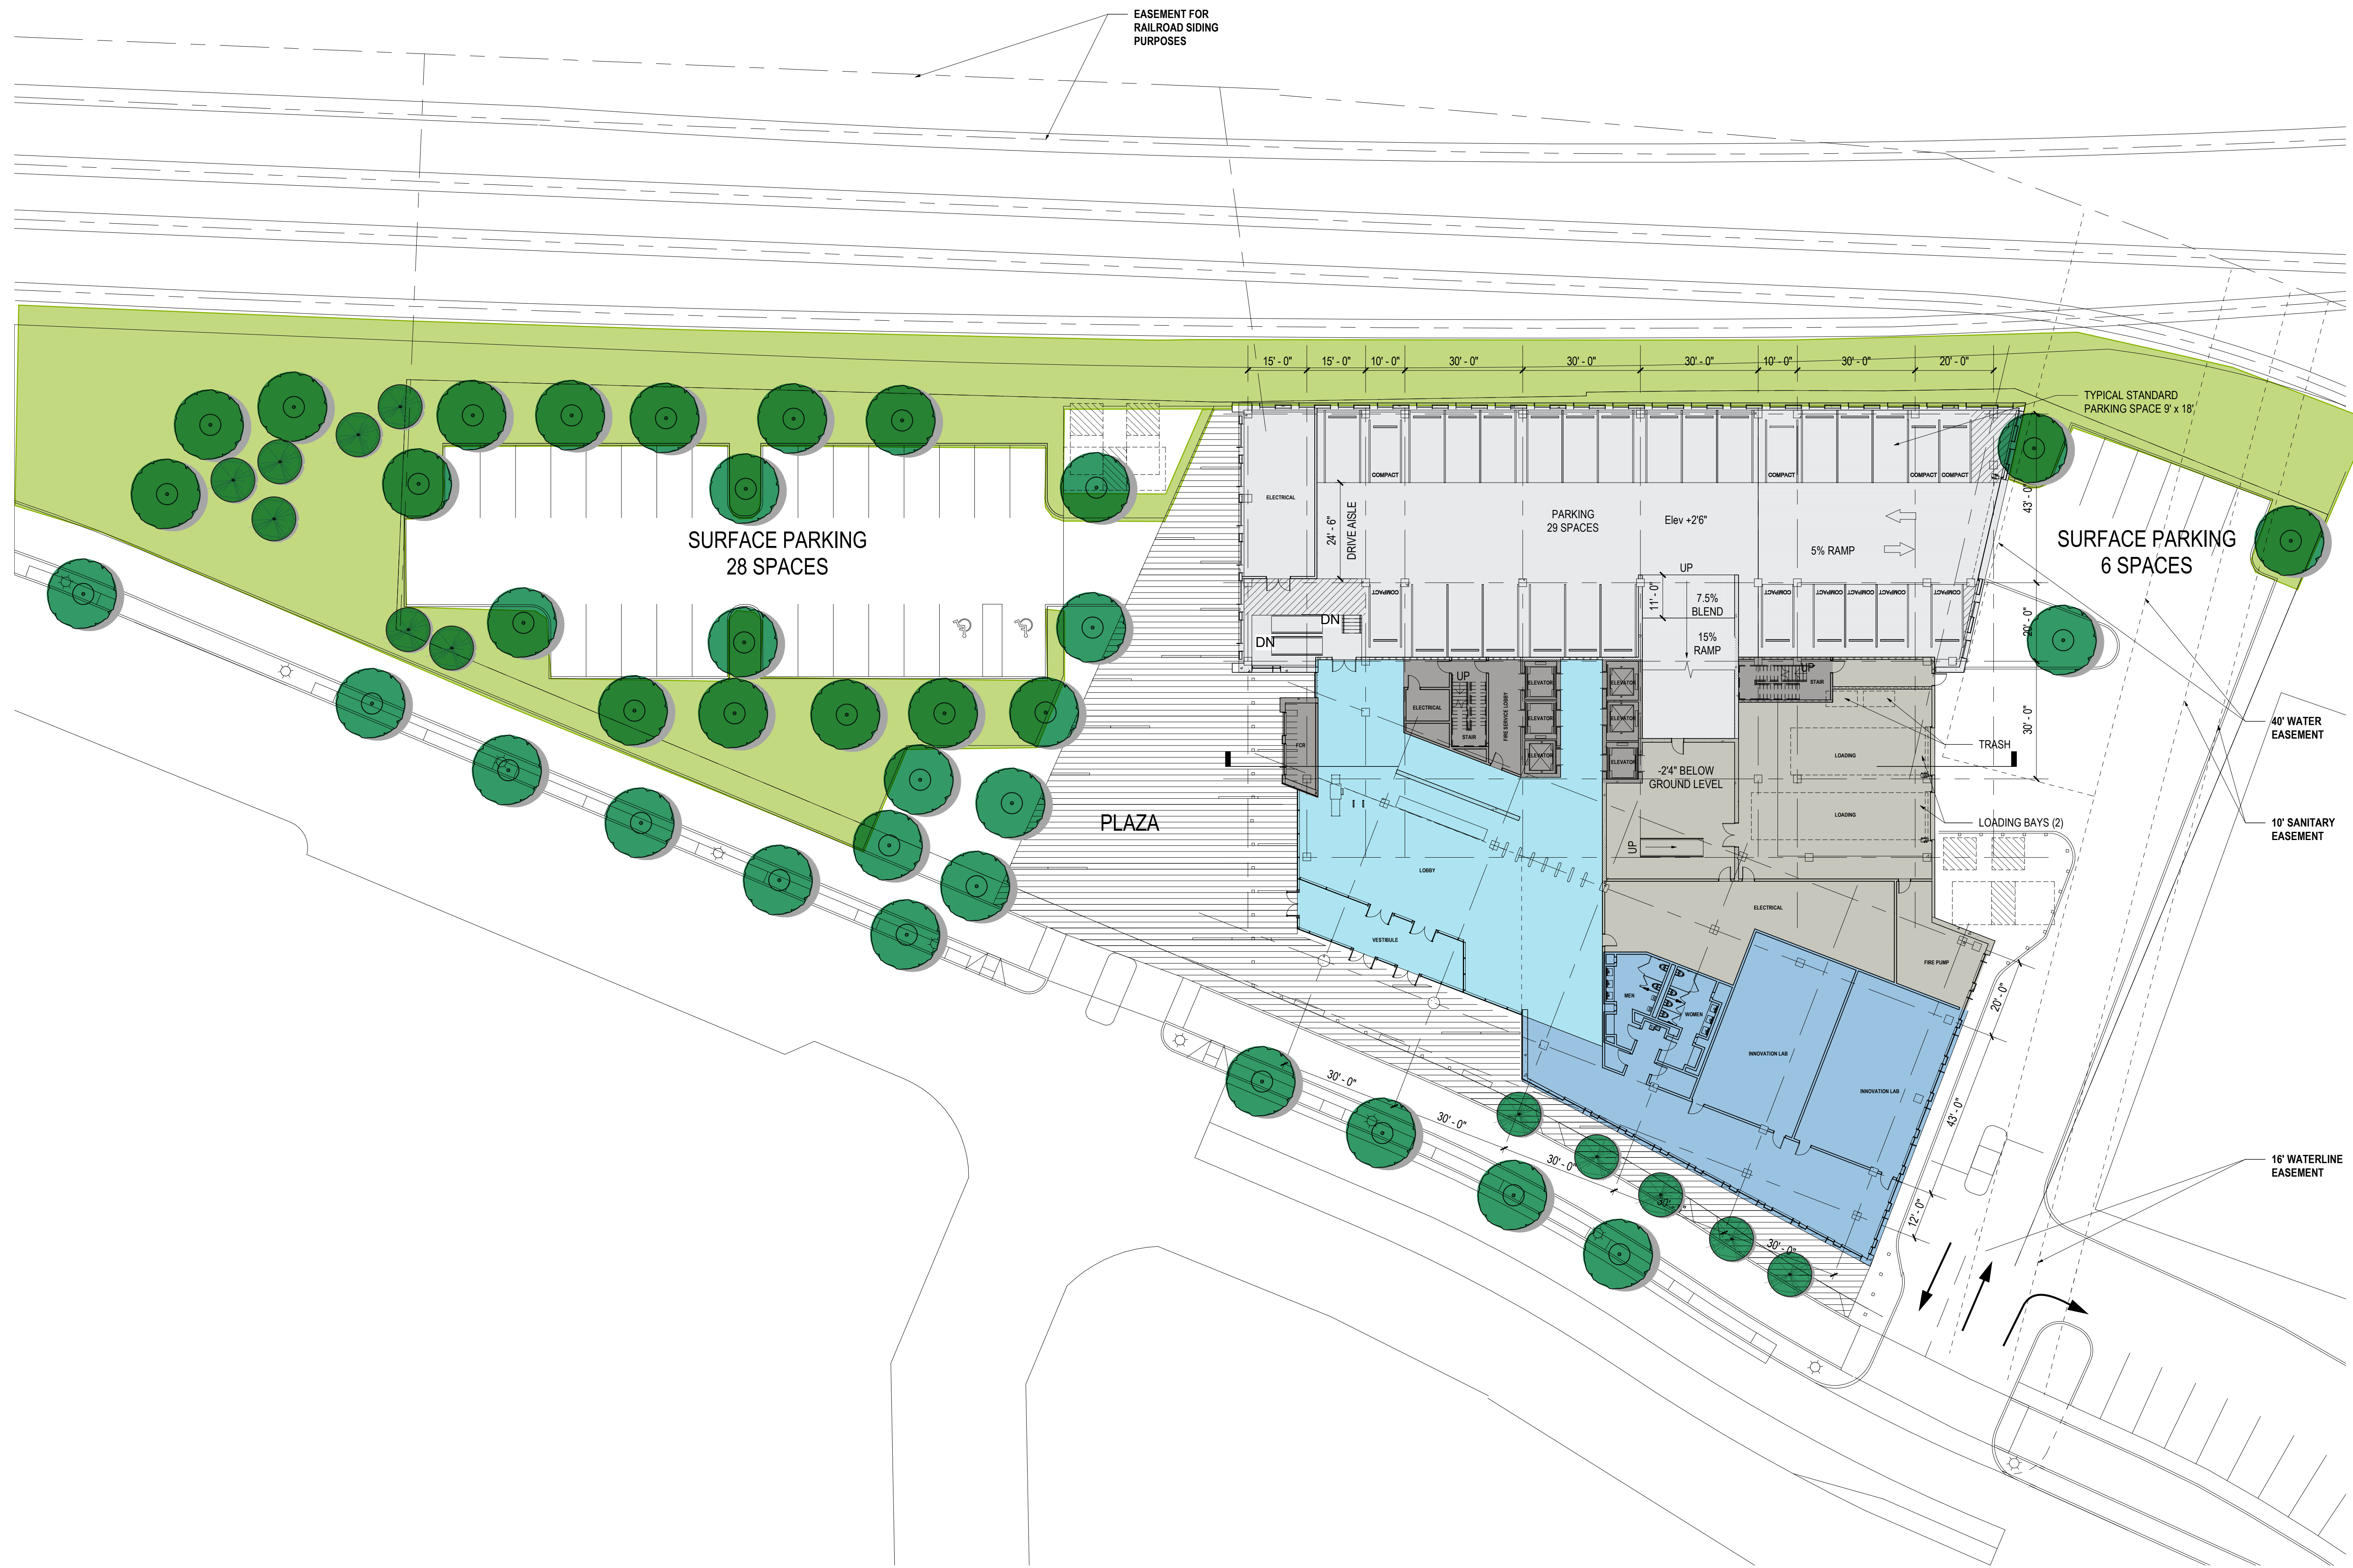 EASEMENT FOR
RAILROAD SIDING
PURPOSES
15' - 0"
15' - 0"
10' - 0"
30' - 0"
30' - 0"
30' - 0"
10' - 0"
30' - 0"
20' - 0"
TYPICAL STANDARD
PARKING SPACE 9' x 18'
COMPACT
COMPACT
COMPACT
COMPACT
ELECTRICAL
24' - 6"
DRIVE AISLE
PARKING
29 SPACES
Elev +2'6"
5% RAMP
43' - 0"
SURFACE PARKING
28 SPACES
SURFACE PARKING
6 SPACES
UP
11' - 0"
7.5%
BLEND
15%
RAMP
COMPACT
COMPACT
COMPACT
COMPACT
COMPACT
COMPACT
DN
DN
20' - 0"
UP
ELECTRICAL
STAIR
FIRE SERVICE LOBBY
ELEVATOR
ELEVATOR
ELEVATOR
ELEVATOR
ELEVATOR
ELEVATOR
UP
STAIR
FCR
30' - 0"
40' WATER
EASEMENT
TRASH
LOADING
-2'4" BELOW
GROUND LEVEL
LOADING
LOADING BAYS (2)
10' SANITARY
EASEMENT
PLAZA
UP
LOBBY
ELECTRICAL
VESTIBULE
FIRE PUMP
MEN
WOMEN
20' - 0"
INNOVATION LAB
INNOVATION LAB
30' - 0"
30' - 0"
30' - 0"
30' - 0"
43' - 0"
12' - 0"
16' WATERLINE
EASEMENT